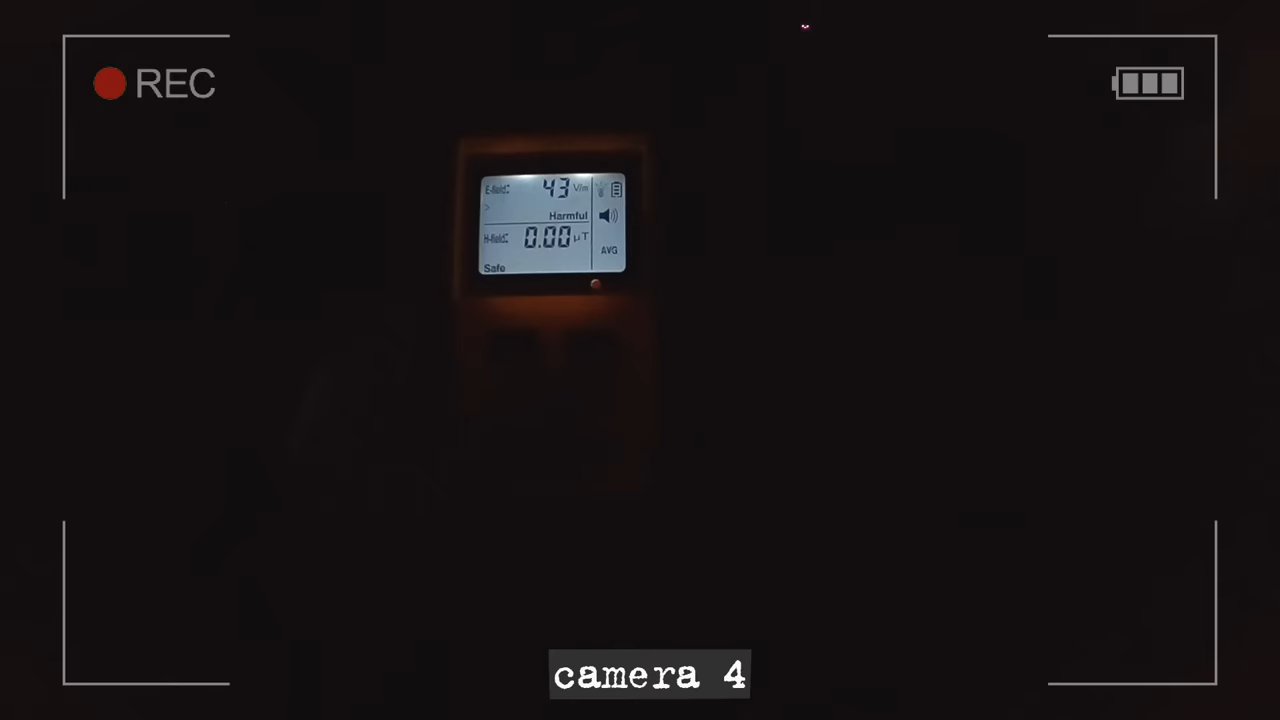 REC
E-field: 43 V/m
Harmful
H-field: 0.00 µT
AVG
Safe
camera 4